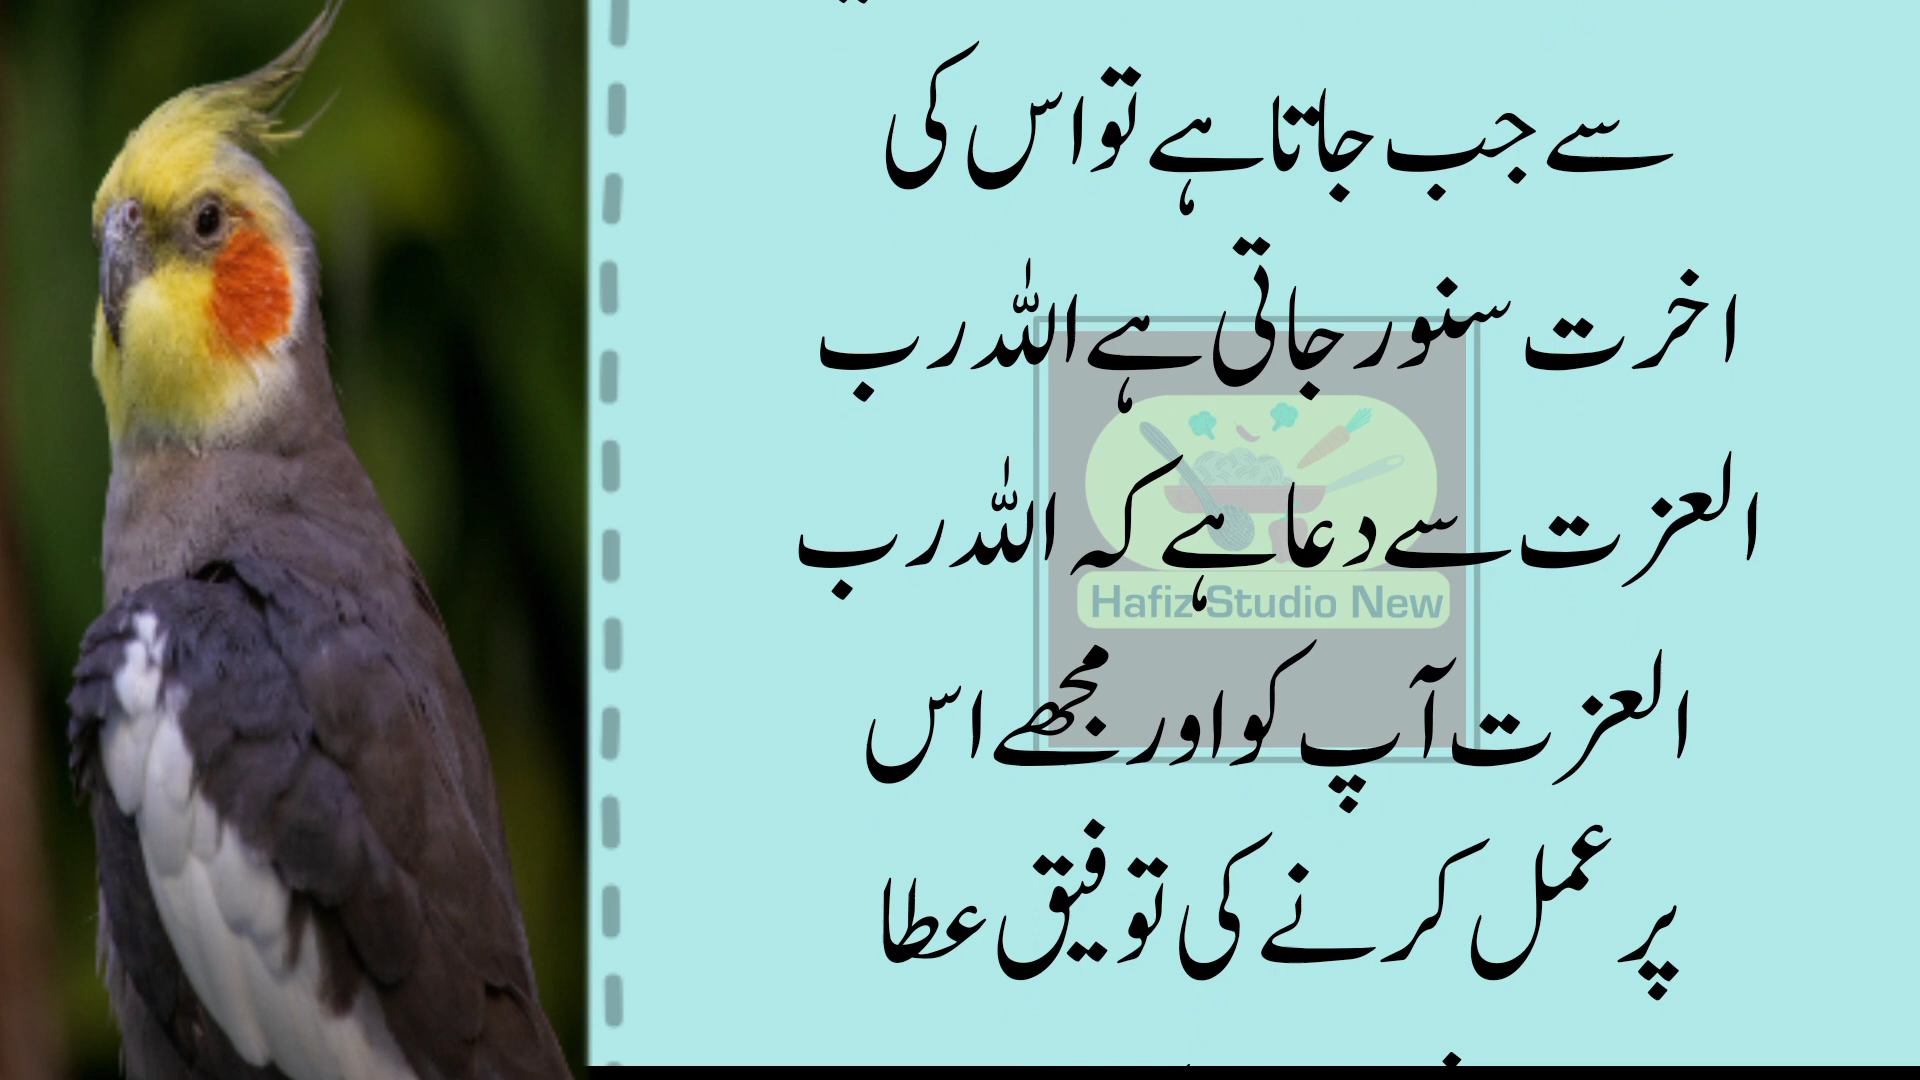 سے جب جاتا ہے تو اس کی
اخرت سنور جاتی ہے اللہ رب
العزت سے دعا ہے کہ اللہ رب
Hafiz Studio New
العزت آپ کو اور مجھے اس
پر عمل کرنے کی توفیق عطا